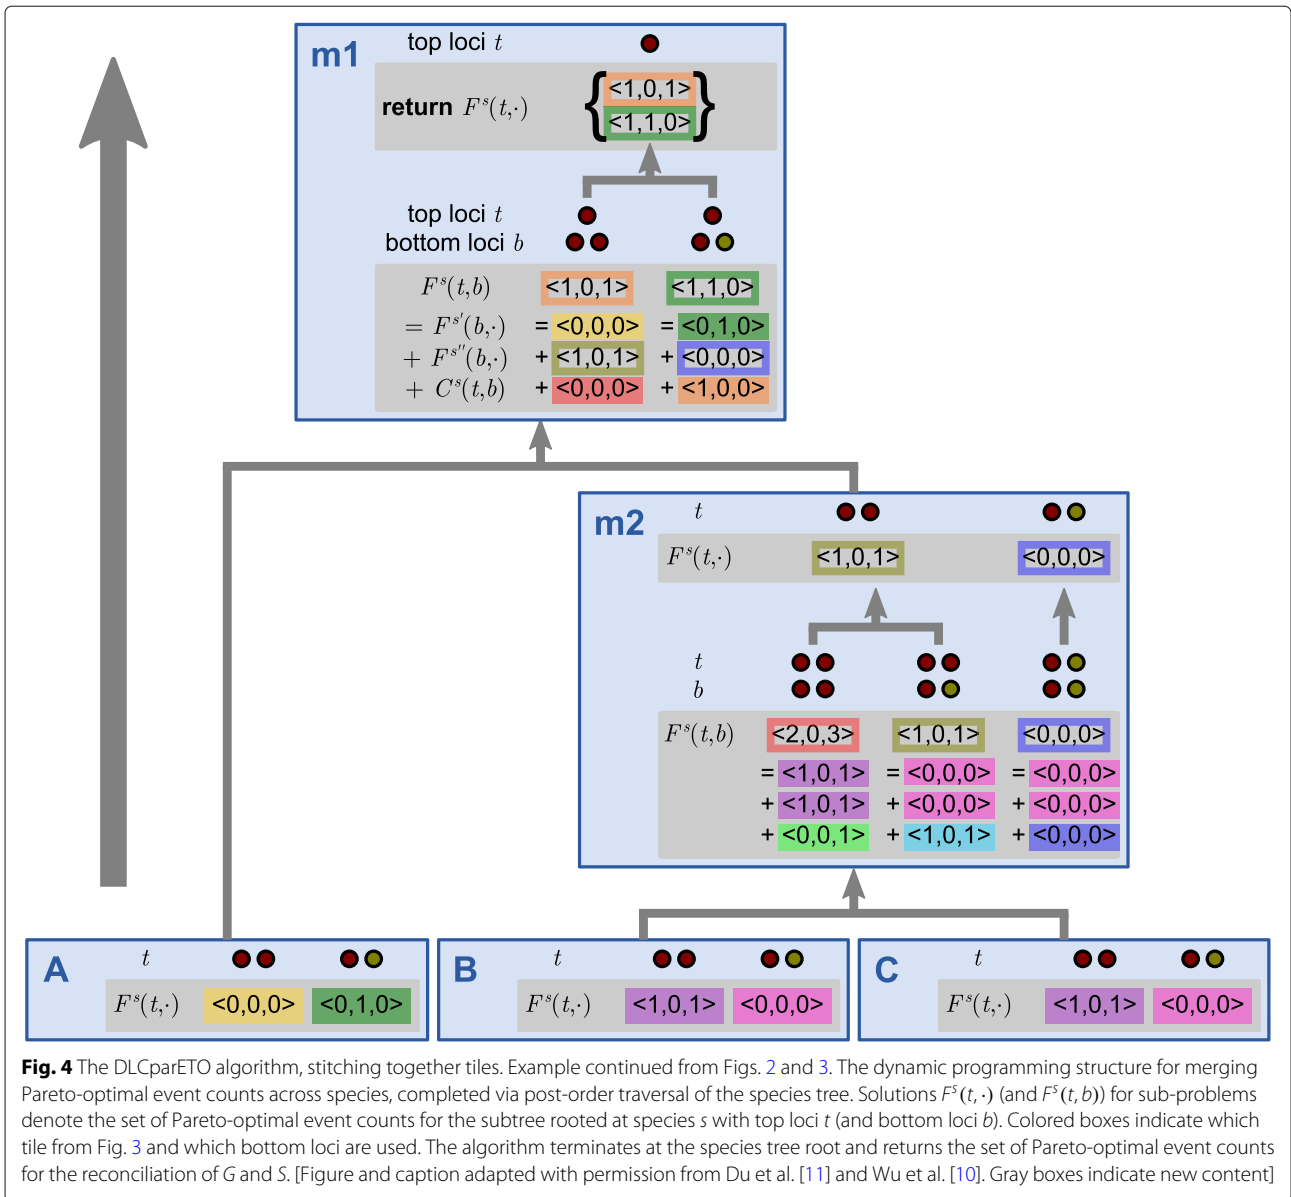 m1
top loci t
return F^s(t,·)
{<1,0,1>
<1,1,0>}
top loci t
bottom loci b
F^s(t,b) <1,0,1> <1,1,0>
= F^s'(b,·) = <0,0,0> = <0,1,0>
+ F^s''(b,·) + <1,0,1> + <0,0,0>
+ C^s(t,b) + <0,0,0> + <1,0,0>
m2
t
F^s(t,·) <1,0,1> <0,0,0>
t
b
F^s(t,b) <2,0,3> <1,0,1> <0,0,0>
= <1,0,1> = <0,0,0> = <0,0,0>
+ <1,0,1> + <0,0,0> + <0,0,0>
+ <0,0,1> + <1,0,1> + <0,0,0>
A t
F^s(t,·) <0,0,0> <0,1,0>
B t
F^s(t,·) <1,0,1> <0,0,0>
C t
F^s(t,·) <1,0,1> <0,0,0>
Fig. 4 The DLCparETO algorithm, stitching together tiles. Example continued from Figs. 2 and 3. The dynamic programming structure for merging
Pareto-optimal event counts across species, completed via post-order traversal of the species tree. Solutions F^s(t, ·) (and F^s(t, b)) for sub-problems
denote the set of Pareto-optimal event counts for the subtree rooted at species s with top loci t (and bottom loci b). Colored boxes indicate which
tile from Fig. 3 and which bottom loci are used. The algorithm terminates at the species tree root and returns the set of Pareto-optimal event counts
for the reconciliation of G and S. [Figure and caption adapted with permission from Du et al. [11] and Wu et al. [10]. Gray boxes indicate new content]